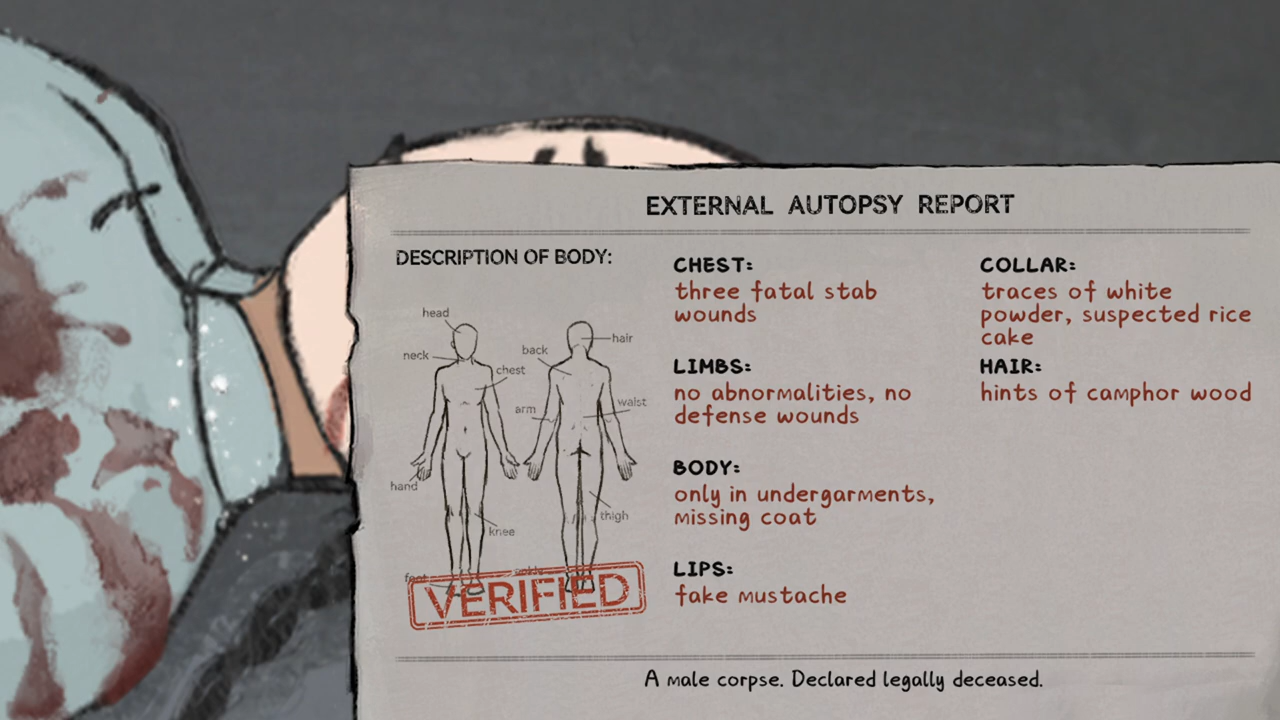 EXTERNAL AUTOPSY REPORT
DESCRIPTION OF BODY:
head
neck
chest
hand
knee
foot
back
hair
arm
waist
thigh
VERIFIED
CHEST:
three fatal stab
wounds
LIMBS:
no abnormalities, no
defense wounds
BODY:
only in undergarments,
missing coat
LIPS:
fake mustache
COLLAR:
traces of white
powder, suspected rice
cake
HAIR:
hints of camphor wood
A male corpse. Declared legally deceased.